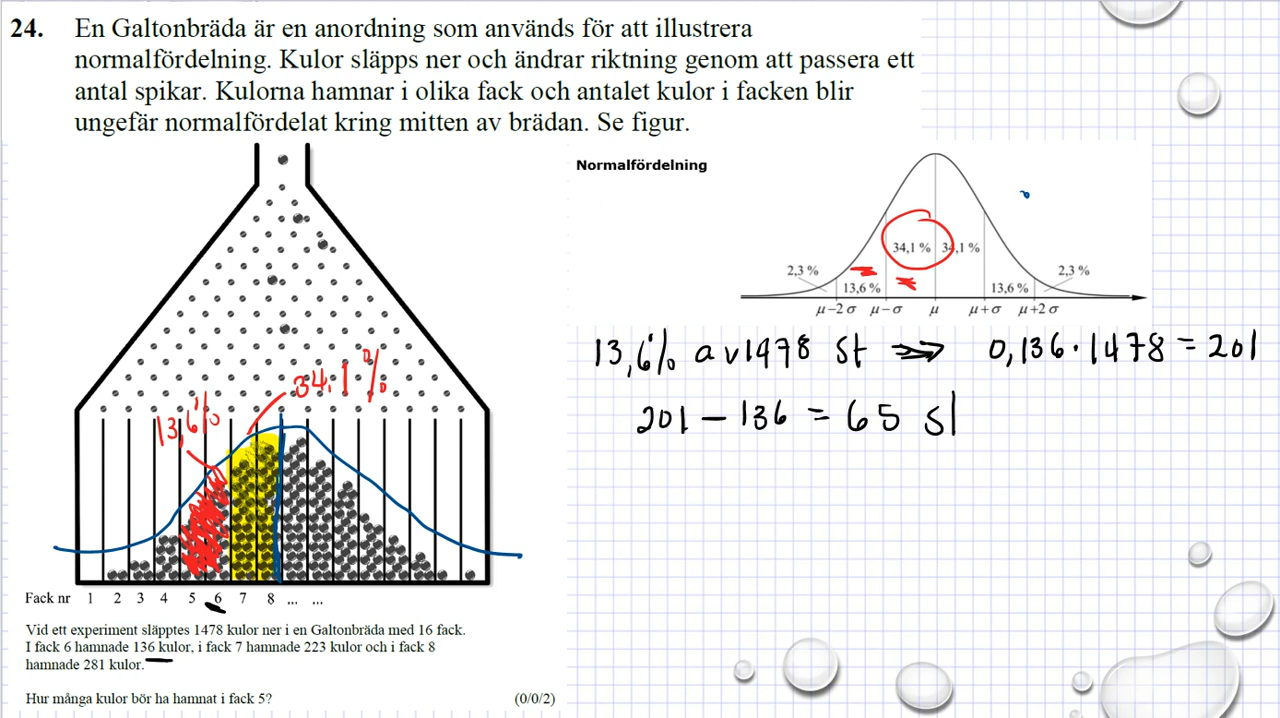 24. En Galtonbräda är en anordning som används för att illustrera
normalfördelning. Kulor släpps ner och ändrar riktning genom att passera ett
antal spikar. Kulorna hamnar i olika fack och antalet kulor i facken blir
ungefär normalfördelat kring mitten av brädan. Se figur.
Normalfördelning
34,1 % 34,1 %
2,3 % 2,3 %
13,6 % 13,6 %
μ−2σ μ−σ μ μ+σ μ+2σ
13,6% av 1478 st ⇒ 0,136·1478 = 201
201 − 136 = 65 st
34,1%
13,6%
Fack nr 1 2 3 4 5 6 7 8 ... ...
Vid ett experiment släpptes 1478 kulor ner i en Galtonbräda med 16 fack.
I fack 6 hamnade 136 kulor, i fack 7 hamnade 223 kulor och i fack 8
hamnade 281 kulor.
Hur många kulor bör ha hamnat i fack 5? (0/0/2)